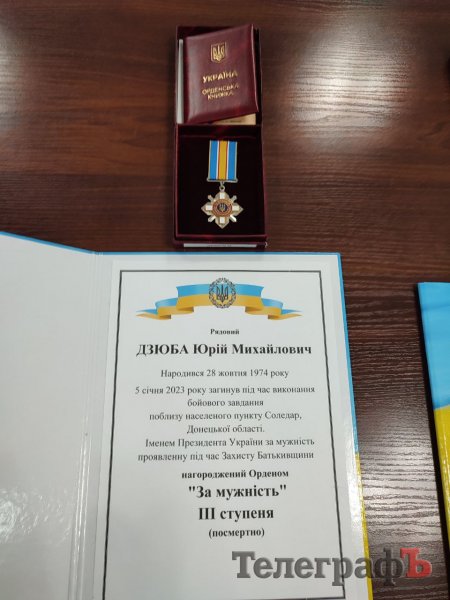 УКРАЇНА
ОРДЕНСЬКА
КНИЖКА
Рядовий
ДЗЮБА Юрій Михайлович
Народився 28 жовтня 1974 року
5 січня 2023 року загинув під час виконання
бойового завдання
поблизу населеного пункту Соледар,
Донецької області.
Іменем Президента України за мужність
проявленну під час Захисту Батьківщини
нагороджений Орденом
"За мужність"
III ступеня
(посмертно)
ТелеграфЪ